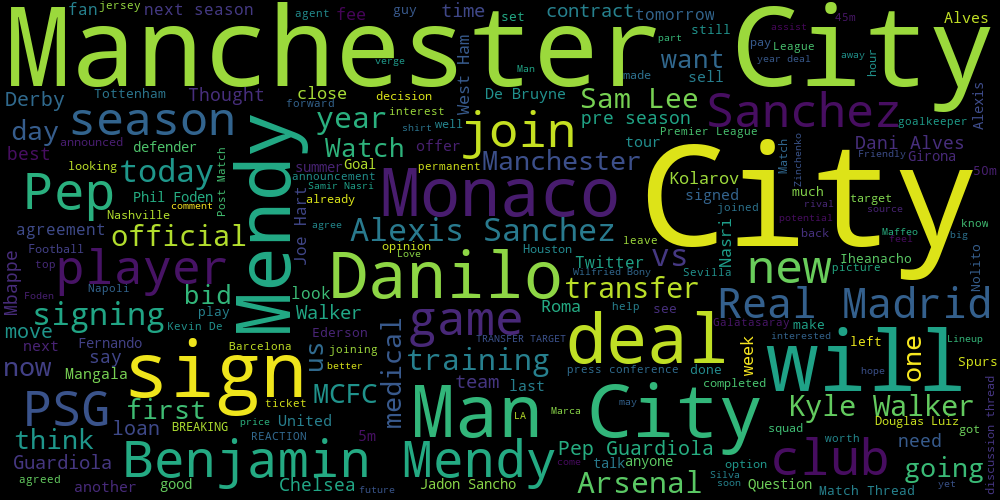 fan
jersey
next season
agent
fee
guy
time
set
contract
tomorrow
still
45m
assist
League
away
Alves
Manchester City
verge
Man
part
pay
year deal
hour
made
want
sell
Derby
Tottenham
Thought
close
decision
interest
forward
West Ham
De Bruyne
Sam Lee
pre season
Sanchez
goalkeeper
Alexis
day
season
announced
defender
year
shirt
well
join
Premier League
tour
Dani Alves
Girona
best
looking
today
Watch
offer
Goal
Manchester
Match
Zinchenko
Friendly
50m
summer
permanent
announcement
Samir Nasri
already
Pep
Phil Foden
Post Match
Mendy
Monaco
Kolarov
signed
joined
City
much
target
rival
source
potential
Nashville
comment
Joe Hart
agree
agreement
official
Alexis Sanchez
leave
Nasri
back
Maffeo
feel
know
big
Football
top
opinion
Love
Houston
Twitter
vs
Sevilla
Iheanacho
picture
Nolito
Mbappe
player
Danilo
Wilfried Bony
new
Foden
Napoli
bid
look
transfer
signing
play
Walker
Roma
help
see
Real Madrid
move
Kevin De
Ederson
game
Galatasaray
make
next
Fernando
say
Barcelona
us
joining
better
medical
TRANSFER TARGET
deal
interested
left
Lineup
now
Mangala
sign
training
press conference
done
week
will
one
Spurs
hope
team
last
completed
PSG
first
ticket
MCFC
LA
Marca
may
Man City
Kyle Walker
Douglas Luiz
loan
BREAKING
price
United
squad
got
think
REACTION
5m
Pep Guardiola
worth
need
discussion thread
Guardiola
Benjamin Mendy
come
talk
anyone
option
club
going
agreed
another
good
Chelsea
future
Jadon Sancho
Arsenal
Silva
soon
Question
Match Thread
yet